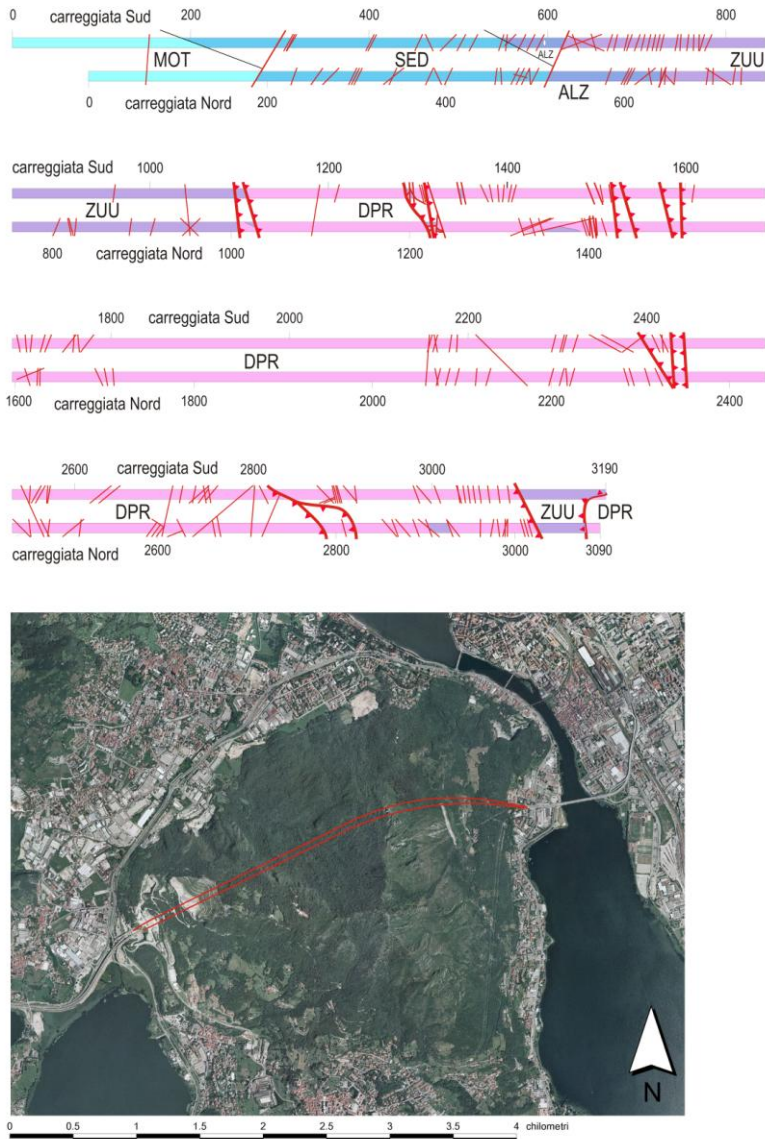 carreggiata Sud
0 200 400 600 800
MOT SED ALZ ZUU
ALZ
0 200 400 600
carreggiata Nord
carreggiata Sud 1000 1200 1400 1600
ZUU DPR
800 carreggiata Nord 1000 1200 1400
1800 carreggiata Sud 2000 2200 2400
DPR
1600 carreggiata Nord 1800 2000 2200 2400
2600 carreggiata Sud 2800 3000 3190
DPR ZUU DPR
carreggiata Nord 2600 2800 3000 3090
N
0 0.5 1 1.5 2 2.5 3 3.5 4 chilometri